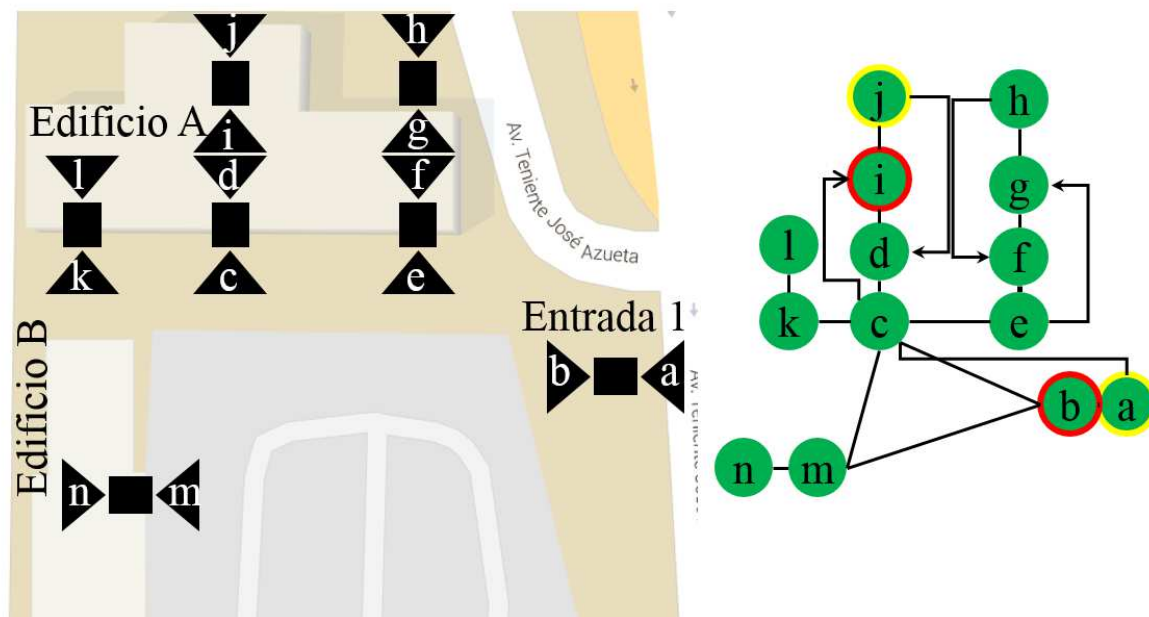 j
h
Edificio A
i
g
l
d
f
k
c
e
Av. Teniente José Azueta
Entrada 1
b
a
Edificio B
n
m
j
h
i
g
l
d
f
k
c
e
b
a
n
m